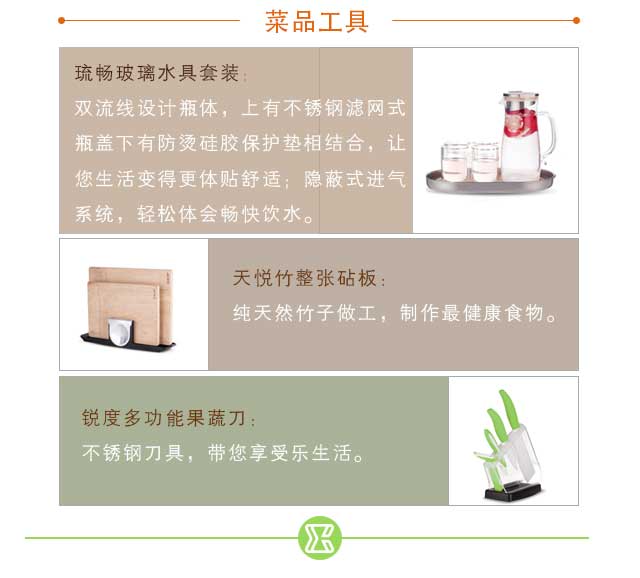 菜品工具
琉畅玻璃水具套装：
双流线设计瓶体，上有不锈钢滤网式
瓶盖下有防烫硅胶保护垫相结合，让
您生活变得更体贴舒适；隐蔽式进气
系统，轻松体会畅快饮水。
天悦竹整张砧板：
纯天然竹子做工，制作最健康食物。
锐度多功能果蔬刀：
不锈钢刀具，带您享受乐生活。